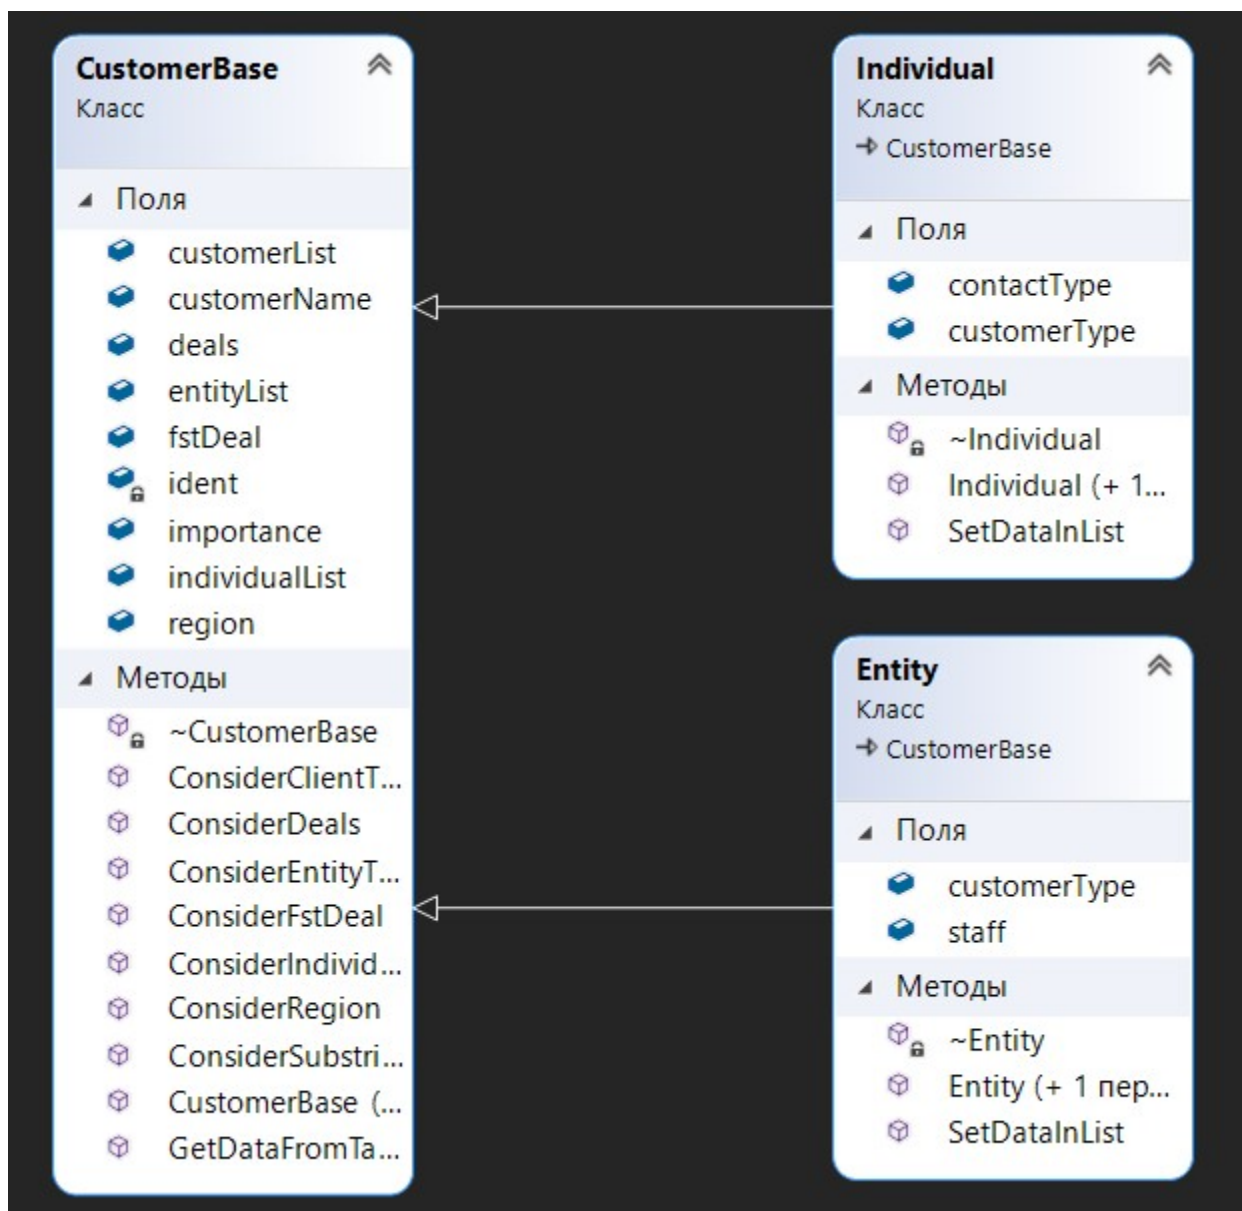 CustomerBase
Класс
Поля
customerList
customerName
deals
entityList
fstDeal
ident
importance
individualList
region
Методы
~CustomerBase
ConsiderClientT...
ConsiderDeals
ConsiderEntityT...
ConsiderFstDeal
ConsiderIndivid...
ConsiderRegion
ConsiderSubstri...
CustomerBase (...
GetDataFromTa...
Individual
Класс
CustomerBase
Поля
contactType
customerType
Методы
~Individual
Individual (+ 1...
SetDataInList
Entity
Класс
CustomerBase
Поля
customerType
staff
Методы
~Entity
Entity (+ 1 пер...
SetDataInList